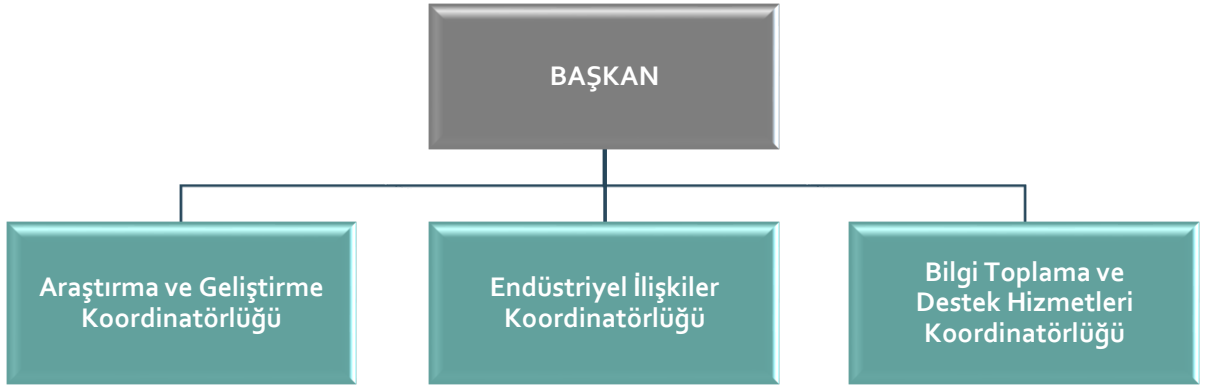 BAŞKAN
Araştırma ve Geliştirme
Koordinatörlüğü
Endüstriyel İlişkiler
Koordinatörlüğü
Bilgi Toplama ve
Destek Hizmetleri
Koordinatörlüğü